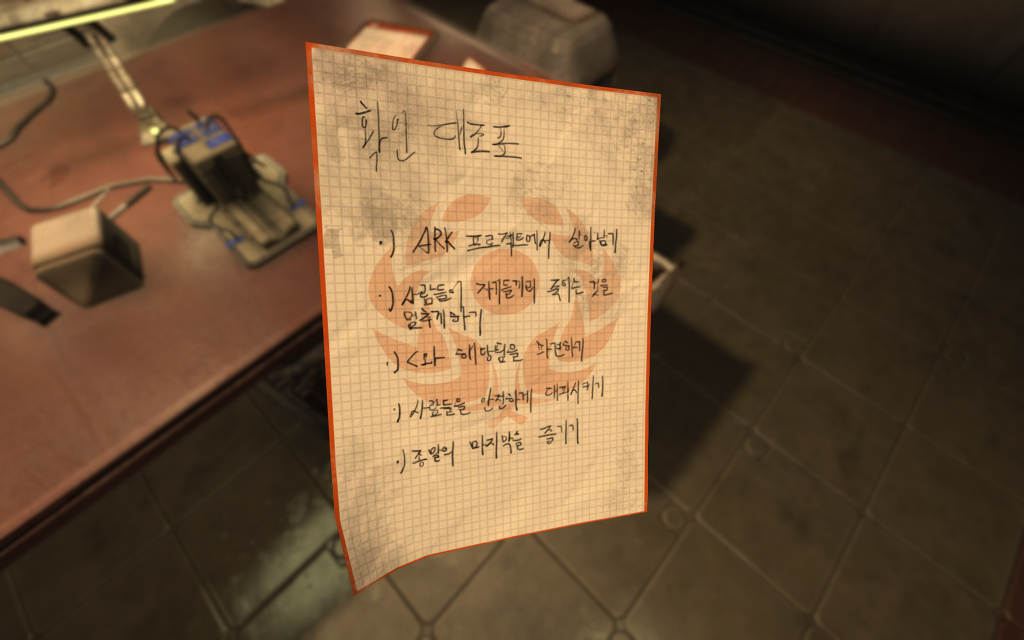 확인 대조포
·) ARK 프로젝트에서 살아남기
·) 사람들이 자기들끼리 죽이는 것을
멈추게하기
·) <와 해당팀을 파견하기
·) 사람들을 안전하게 대피시키기
·) 종말의 마지막을 즐기기